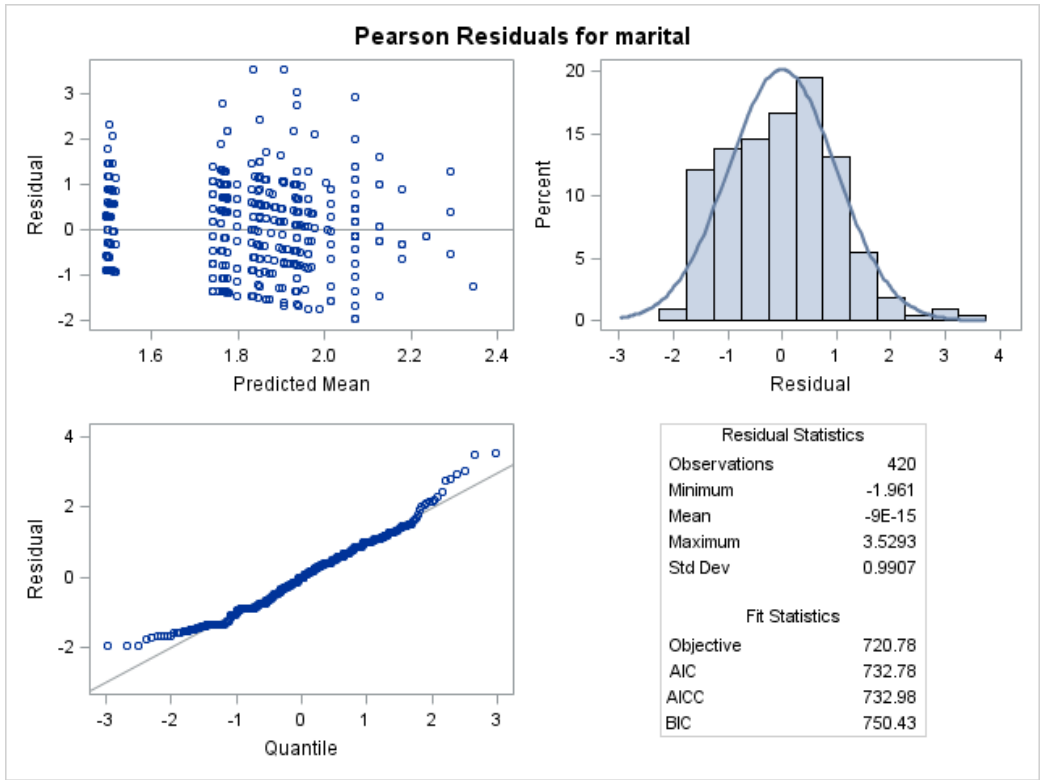 Pearson Residuals for marital
3
2
1
0
-1
-2
Residual
1.6 1.8 2.0 2.2 2.4
Predicted Mean
20
15
10
5
0
Percent
-3 -2 -1 0 1 2 3 4
Residual
4
2
0
-2
Residual
-3 -2 -1 0 1 2 3
Quantile
Residual Statistics
Observations 420
Minimum -1.961
Mean -9E-15
Maximum 3.5293
Std Dev 0.9907
Fit Statistics
Objective 720.78
AIC 732.78
AICC 732.98
BIC 750.43